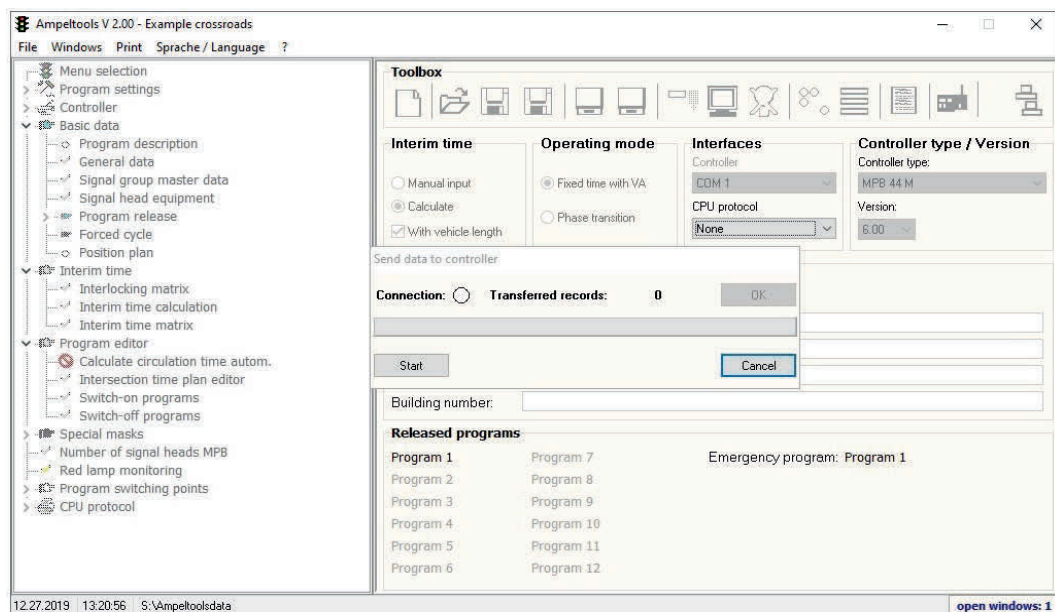 Ampeltools V 2.00 - Example crossroads
File Windows Print Sprache / Language ?
Menu selection
Program settings
Controller
Basic data
Program description
General data
Signal group master data
Signal head equipment
Program release
Forced cycle
Position plan
Interim time
Interlocking matrix
Interim time calculation
Interim time matrix
Program editor
Calculate circulation time autom.
Intersection time plan editor
Switch-on programs
Switch-off programs
Special masks
Number of signal heads MPB
Red lamp monitoring
Program switching points
CPU protocol
Toolbox
Interim time
Manual input
Calculate
With vehicle length
Operating mode
Fixed time with VA
Phase transition
Interfaces
Controller
COM 1
CPU protocol
None
Controller type / Version
Controller type:
MPB 44 M
Version:
6.00
Send data to controller
Connection: Transferred records: 0 OK
Start Cancel
Building number:
Released programs
Program 1 Program 7 Emergency program: Program 1
Program 2 Program 8
Program 3 Program 9
Program 4 Program 10
Program 5 Program 11
Program 6 Program 12
12.27.2019 13:20:56 S:\Ampeltoolsdata open windows: 1